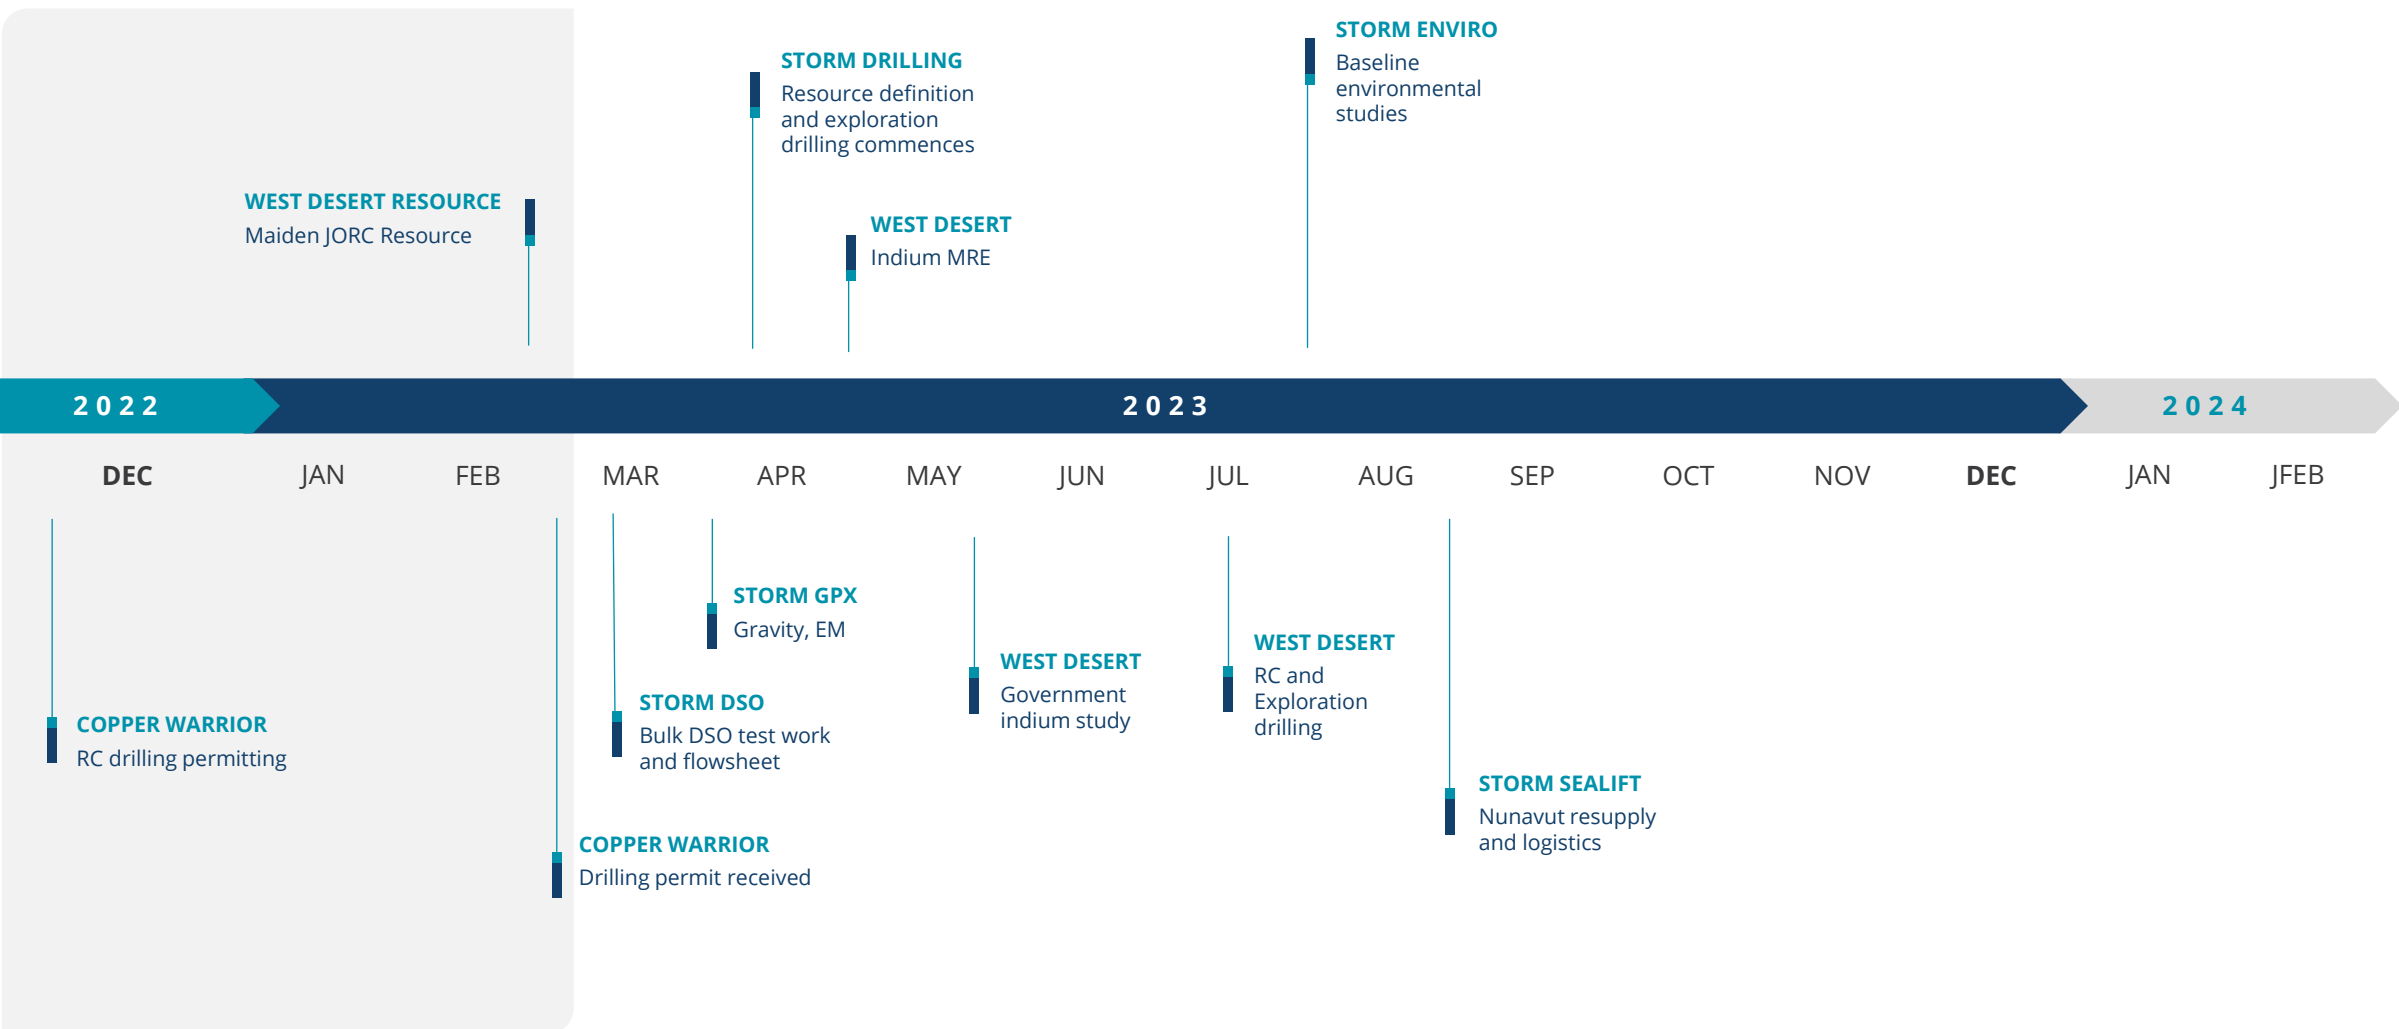 STORM ENVIRO
Baseline
environmental
studies
STORM DRILLING
Resource definition
and exploration
drilling commences
WEST DESERT RESOURCE
Maiden JORC Resource
WEST DESERT
Indium MRE
2022
2023
2024
DEC
JAN
FEB
MAR
APR
MAY
JUN
JUL
AUG
SEP
OCT
NOV
DEC
JAN
JFEB
STORM GPX
Gravity, EM
WEST DESERT
RC and
Exploration
drilling
WEST DESERT
Government
indium study
STORM DSO
Bulk DSO test work
and flowsheet
COPPER WARRIOR
RC drilling permitting
STORM SEALIFT
Nunavut resupply
and logistics
COPPER WARRIOR
Drilling permit received